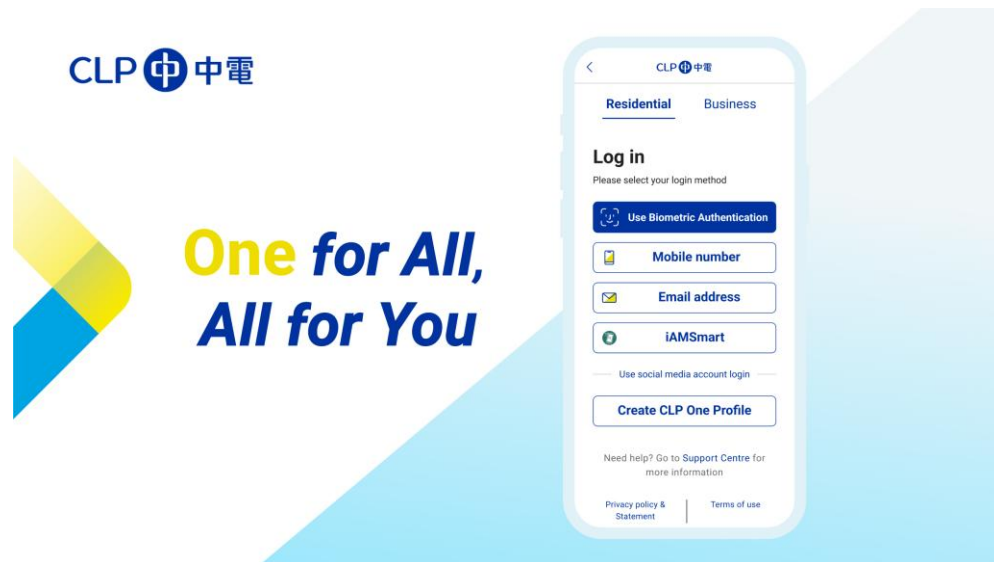 CLP 中電
One for All,
All for You
CLP 中電
Residential Business
Log in
Please select your login method
Use Biometric Authentication
Mobile number
Email address
iAMSmart
Use social media account login
Create CLP One Profile
Need help? Go to Support Centre for
more information
Privacy policy &
Statement
Terms of use